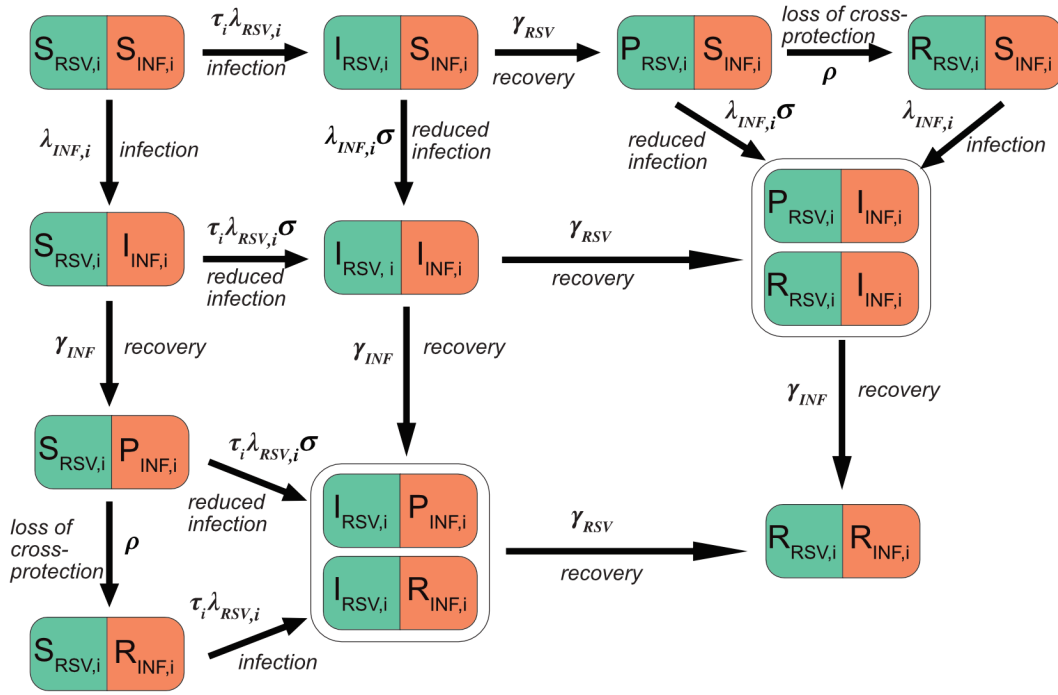 S_RSV,i S_INF,i
τ_i λ_RSV,i
infection
I_RSV,i S_INF,i
γ_RSV
recovery
P_RSV,i S_INF,i
loss of cross-
protection
ρ
R_RSV,i S_INF,i
λ_INF,i
infection
λ_INF,i σ
reduced
infection
λ_INF,i σ
reduced
infection
λ_INF,i
infection
S_RSV,i I_INF,i
τ_i λ_RSV,i σ
reduced
infection
I_RSV, i I_INF,i
γ_RSV
recovery
P_RSV,i I_INF,i
R_RSV,i I_INF,i
γ_INF
recovery
γ_INF
recovery
γ_INF
recovery
S_RSV,i P_INF,i
τ_i λ_RSV,i σ
reduced
infection
loss of
cross-
protection
ρ
I_RSV,i P_INF,i
I_RSV,i R_INF,i
γ_RSV
recovery
R_RSV,i R_INF,i
S_RSV,i R_INF,i
τ_i λ_RSV,i
infection